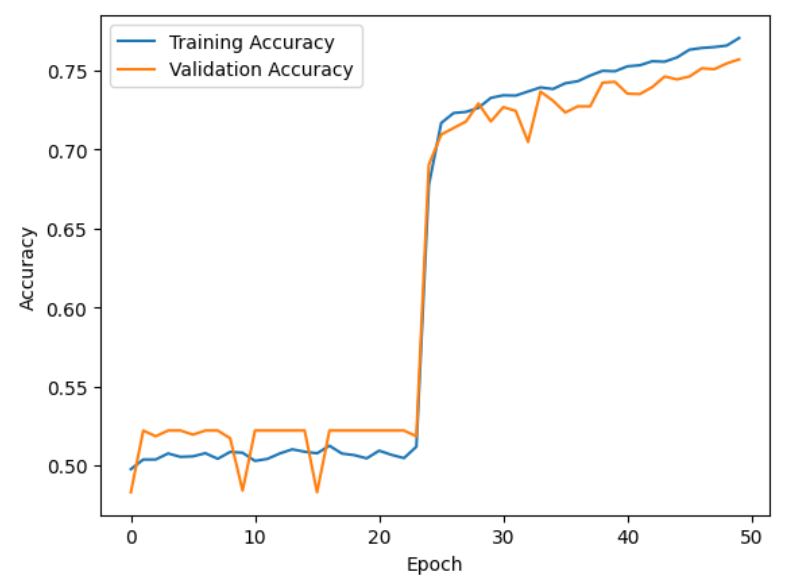 Training Accuracy
Validation Accuracy
0.75
0.70
0.65
0.60
0.55
0.50
Accuracy
0 10 20 30 40 50
Epoch